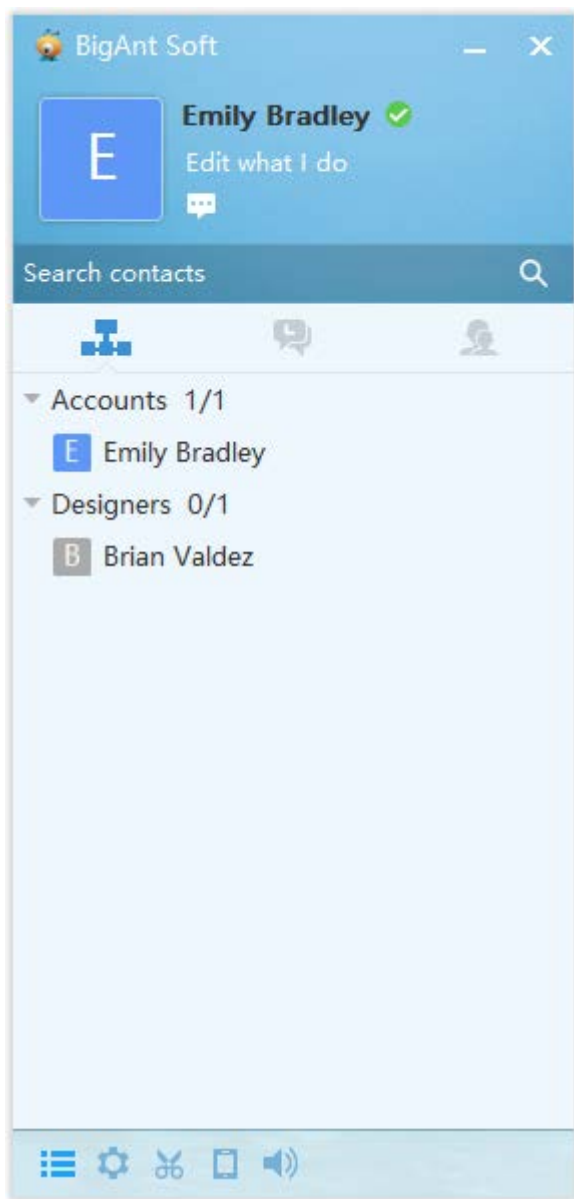 BigAnt Soft
E
Emily Bradley
Edit what I do
Search contacts
Accounts 1/1
E Emily Bradley
Designers 0/1
B Brian Valdez